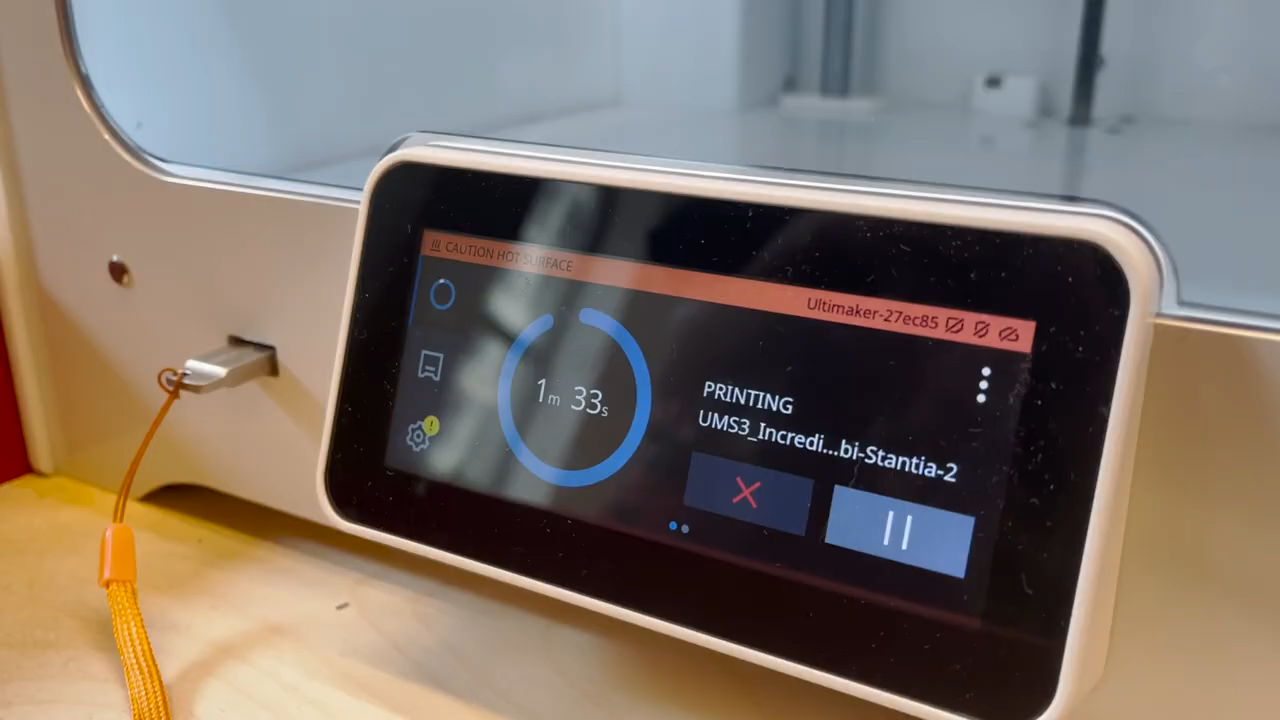 CAUTION HOT SURFACE
Ultimaker-27ec85
1m 33s
PRINTING
UMS3_Incredi...bi-Stantia-2